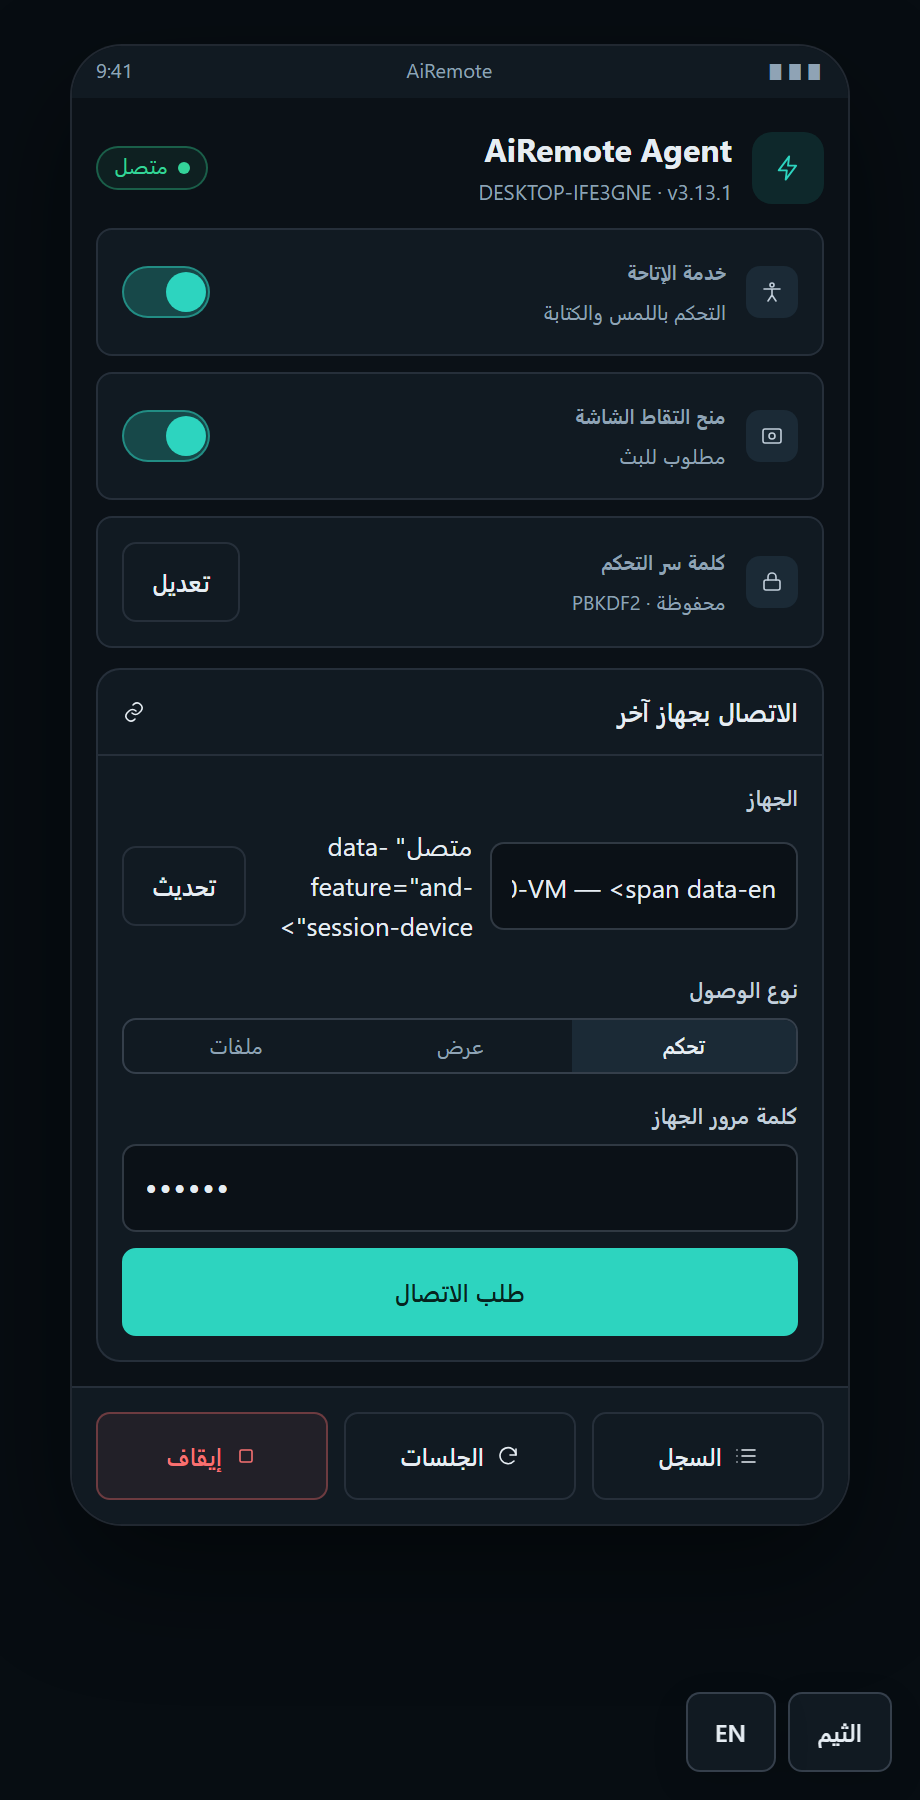 9:41
AiRemote
AiRemote Agent
DESKTOP-IFE3GNE · v3.13.1
متصل
خدمة الإتاحة
التحكم باللمس والكتابة
منح التقاط الشاشة
مطلوب للبث
كلمة سر التحكم
محفوظة · PBKDF2
تعديل
الاتصال بجهاز آخر
الجهاز
-VM — <span data-en
متصل" data-
feature="and-
session-device">
تحديث
نوع الوصول
تحكم
عرض
ملفات
كلمة مرور الجهاز
••••••
طلب الاتصال
السجل
الجلسات
إيقاف
الثيم
EN